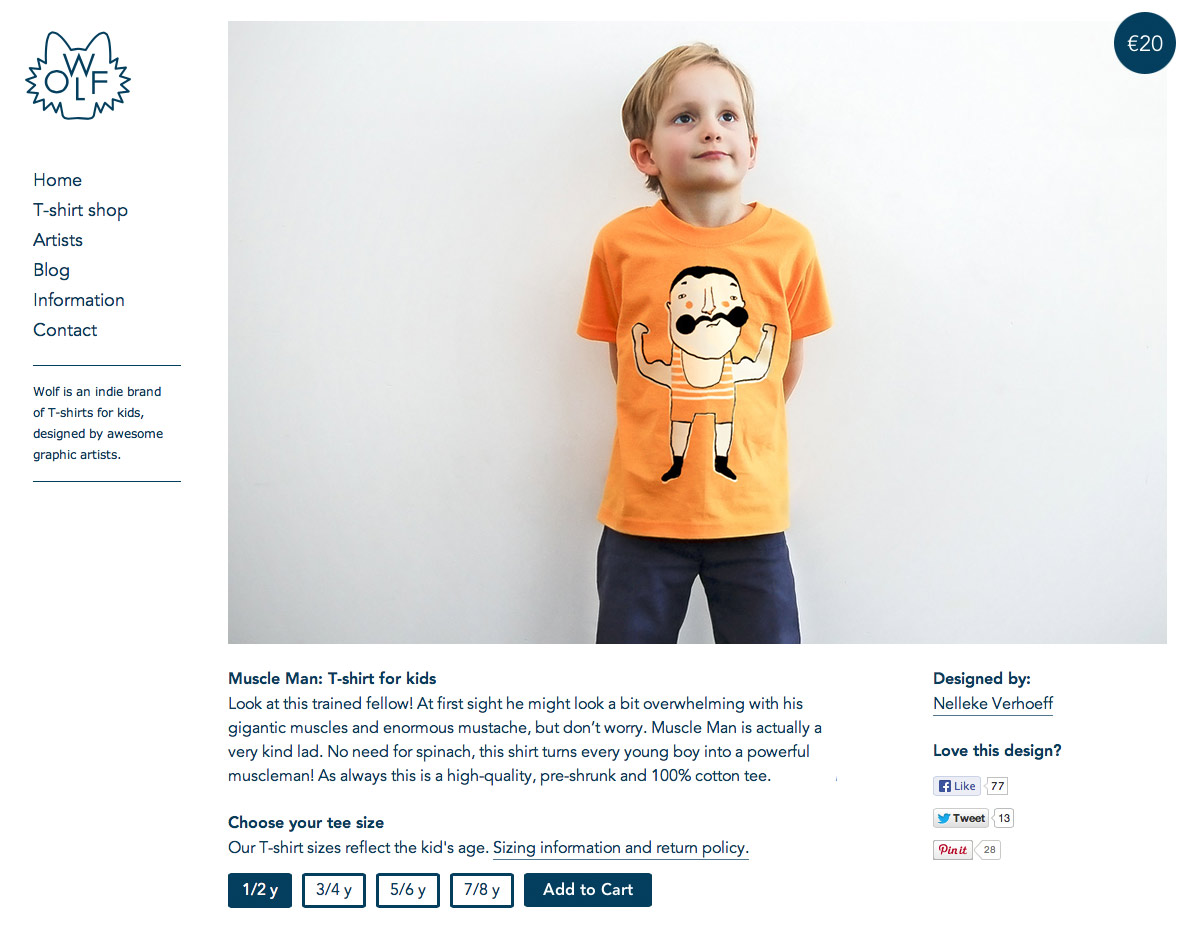 WOLF
€20
Home
T-shirt shop
Artists
Blog
Information
Contact
Wolf is an indie brand
of T-shirts for kids,
designed by awesome
graphic artists.
Muscle Man: T-shirt for kids
Look at this trained fellow! At first sight he might look a bit overwhelming with his
gigantic muscles and enormous mustache, but don’t worry. Muscle Man is actually a
very kind lad. No need for spinach, this shirt turns every young boy into a powerful
muscleman! As always this is a high-quality, pre-shrunk and 100% cotton tee.
Choose your tee size
Our T-shirt sizes reflect the kid's age. Sizing information and return policy.
1/2 y 3/4 y 5/6 y 7/8 y Add to Cart
Designed by:
Nelleke Verhoeff
Love this design?
Like 77
Tweet 13
Pin it 28